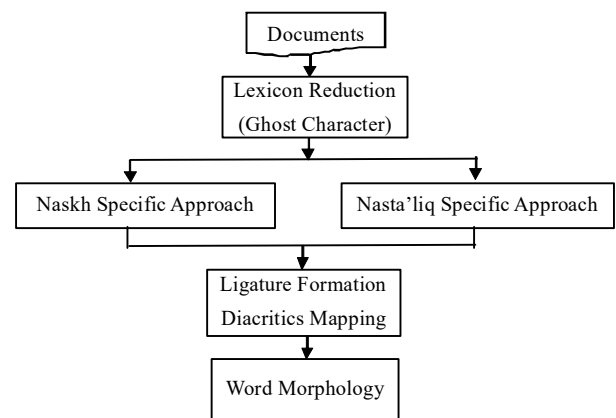 Documents
Lexicon Reduction
(Ghost Character)
Naskh Specific Approach
Nasta’liq Specific Approach
Ligature Formation
Diacritics Mapping
Word Morphology